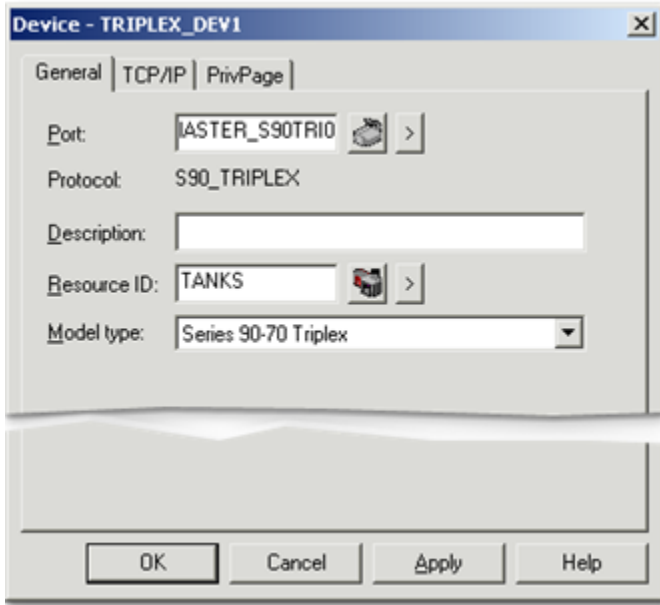 Device - TRIPLEX_DEV1
General TCP/IP PrivPage
Port: IASTER_S90TRI0 >
Protocol: S90_TRIPLEX
Description:
Resource ID: TANKS >
Model type: Series 90-70 Triplex
OK Cancel Apply Help